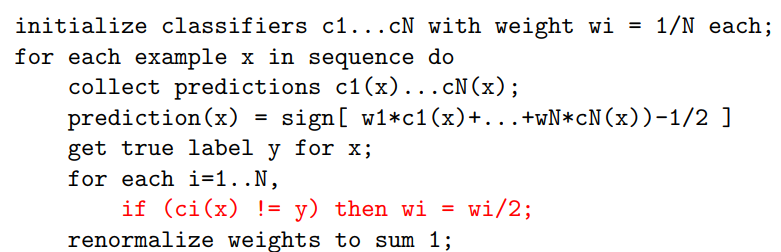 initialize classifiers c1...cN with weight wi = 1/N each;
for each example x in sequence do
collect predictions c1(x)...cN(x);
prediction(x) = sign[ w1*c1(x)+...+wN*cN(x))-1/2 ]
get true label y for x;
for each i=1..N,
if (ci(x) != y) then wi = wi/2;
renormalize weights to sum 1;